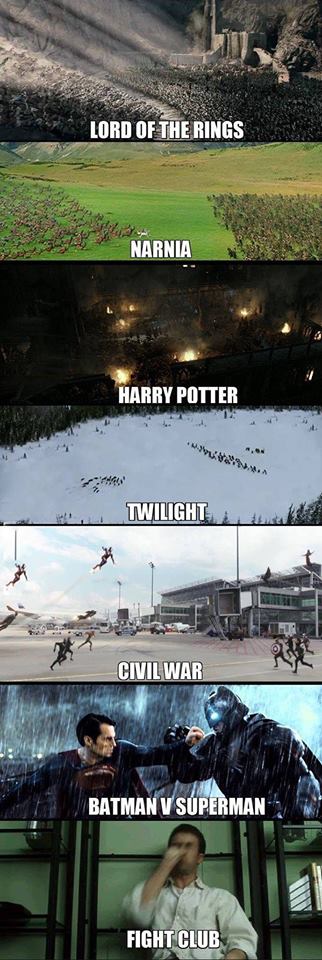 LORD OF THE RINGS
NARNIA
HARRY POTTER
TWILIGHT
CIVIL WAR
BATMAN V SUPERMAN
FIGHT CLUB